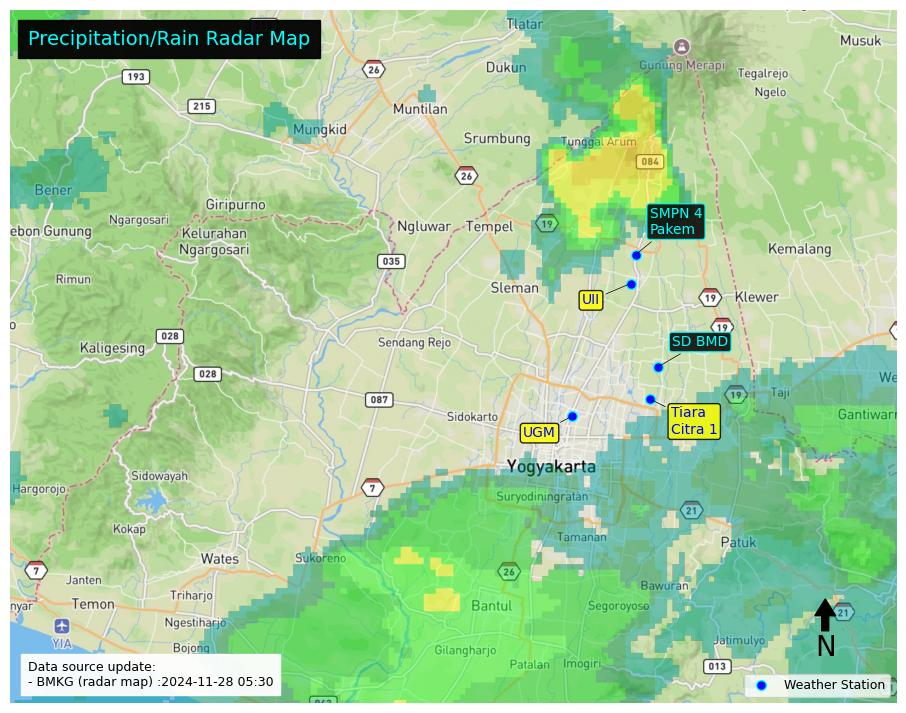 Precipitation/Rain Radar Map
Tlatar
Musuk
26
Dukun
Gunung Merapi
Tegalrejo
193
Ngelo
215
Muntilan
Mungkid
Srumbung
Tunggal Arum
084
26
Bener
Giripurno
SMPN 4
Pakem
Ngargosari
Ngluwar
Tempel
19
ebon Gunung
Kelurahan
Ngargosari
Kemalang
035
Rimun
Sleman
UII
19
Klewer
19
028
Sendang Rejo
SD BMD
Kaligesing
028
We
Taji
19
087
Sidokarto
Tiara
Citra 1
Gantiwarn
UGM
Yogyakarta
Sidowayah
Hargorojo
7
Suryodiningratan
21
Kokap
Tamanan
Patuk
Wates
Sukoreno
7
26
Janten
Bawuran
nyar
Temon
Triharjo
Bantul
Segoroyoso
21
YIA
Ngestiharjo
Jatimulyo
N
Bojong
Gilangharjo
Patalan
Imogiri
013
Data source update:
- BMKG (radar map) :2024-11-28 05:30
Weather Station